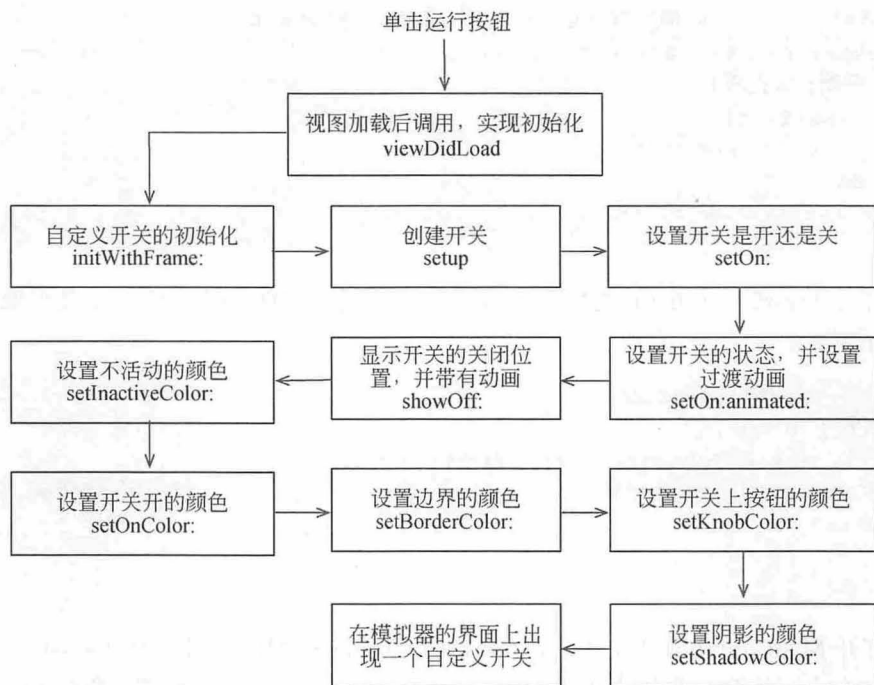 单击运行按钮
视图加载后调用，实现初始化
viewDidLoad
自定义开关的初始化
initWithFrame:
创建开关
setup
设置开关是开还是关
setOn:
设置开关的状态，并设置
过渡动画
setOn:animated:
显示开关的关闭位
置，并带有动画
showOff:
设置不活动的颜色
setInactiveColor:
设置开关开的颜色
setOnColor:
设置边界的颜色
setBorderColor:
设置开关上按钮的颜色
setKnobColor:
设置阴影的颜色
setShadowColor:
在模拟器的界面上出
现一个自定义开关